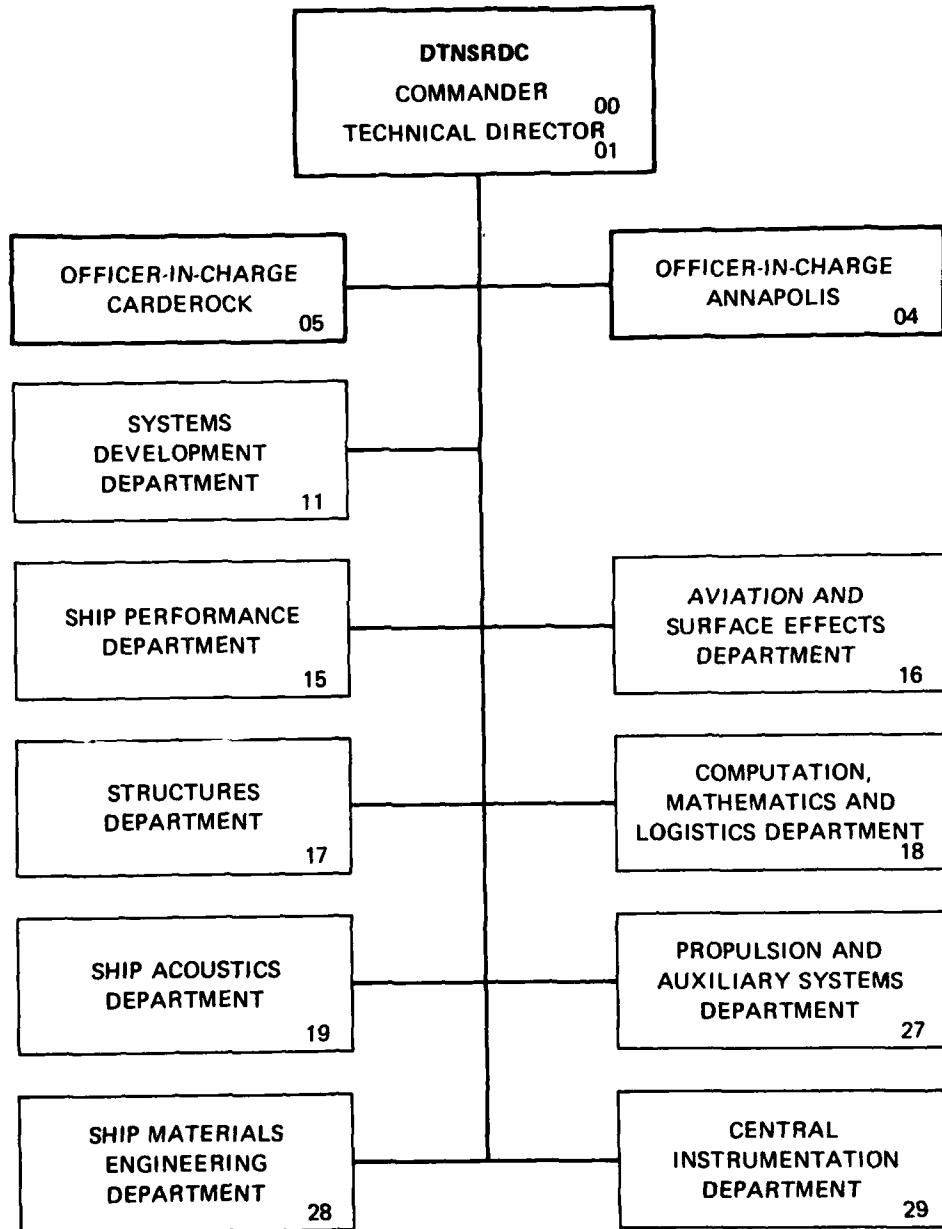 DTNSRDC
COMMANDER 00
TECHNICAL DIRECTOR 01
OFFICER-IN-CHARGE
CARDEROCK
05
OFFICER-IN-CHARGE
ANNAPOLIS
04
SYSTEMS
DEVELOPMENT
DEPARTMENT
11
SHIP PERFORMANCE
DEPARTMENT
15
AVIATION AND
SURFACE EFFECTS
DEPARTMENT
16
STRUCTURES
DEPARTMENT
17
COMPUTATION,
MATHEMATICS AND
LOGISTICS DEPARTMENT
18
SHIP ACOUSTICS
DEPARTMENT
19
PROPULSION AND
AUXILIARY SYSTEMS
DEPARTMENT
27
SHIP MATERIALS
ENGINEERING
DEPARTMENT
28
CENTRAL
INSTRUMENTATION
DEPARTMENT
29